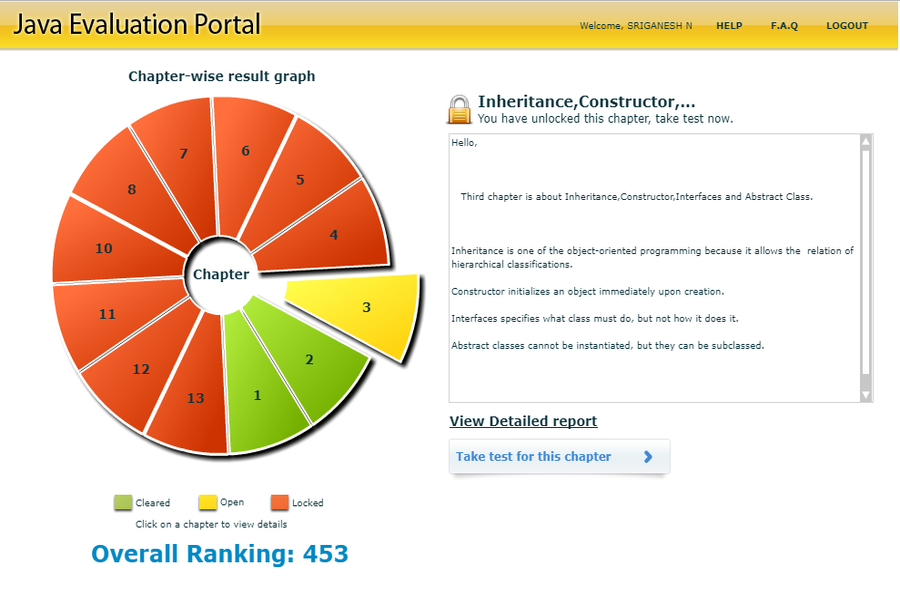 Java Evaluation Portal
Welcome, SRIGANESH N
HELP
F.A.Q
LOGOUT
Chapter-wise result graph
7
6
8
5
4
10
Chapter
3
11
2
12
1
13
Cleared
Open
Locked
Click on a chapter to view details
Overall Ranking: 453
Inheritance,Constructor,...
You have unlocked this chapter, take test now.
Hello,
Third chapter is about Inheritance,Constructor,Interfaces and Abstract Class.
Inheritance is one of the object-oriented programming because it allows the relation of
hierarchical classifications.
Constructor initializes an object immediately upon creation.
Interfaces specifies what class must do, but not how it does it.
Abstract classes cannot be instantiated, but they can be subclassed.
View Detailed report
Take test for this chapter